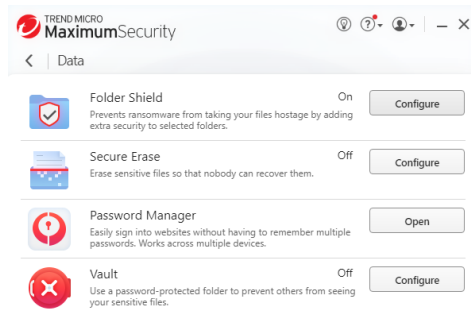 TREND MICRO
MaximumSecurity
Data
Folder Shield On
Prevents ransomware from taking your files hostage by adding
extra security to selected folders.
Configure
Secure Erase Off
Erase sensitive files so that nobody can recover them.
Configure
Password Manager
Easily sign into websites without having to remember multiple
passwords. Works across multiple devices.
Open
Vault Off
Use a password-protected folder to prevent others from seeing
your sensitive files.
Configure